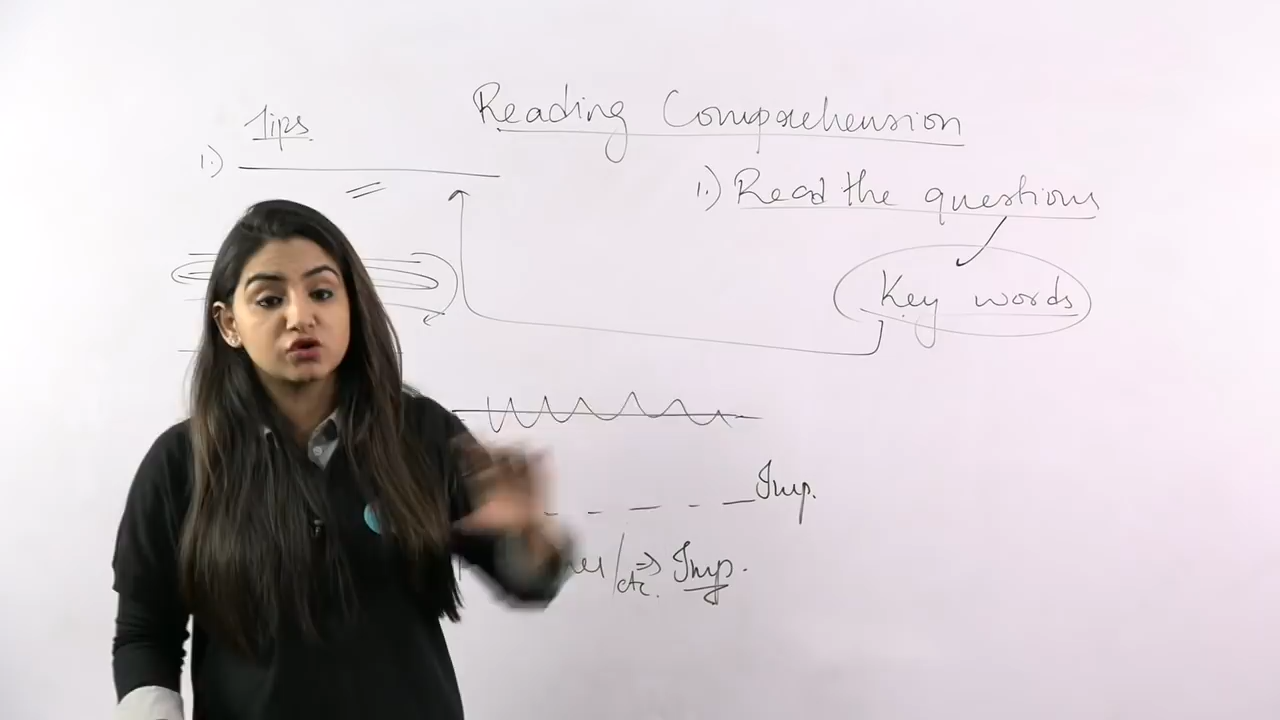 Reading Comprehension
Tips
1.)
1.) Read the questions
Key words
Imp.
/etc. => Imp.